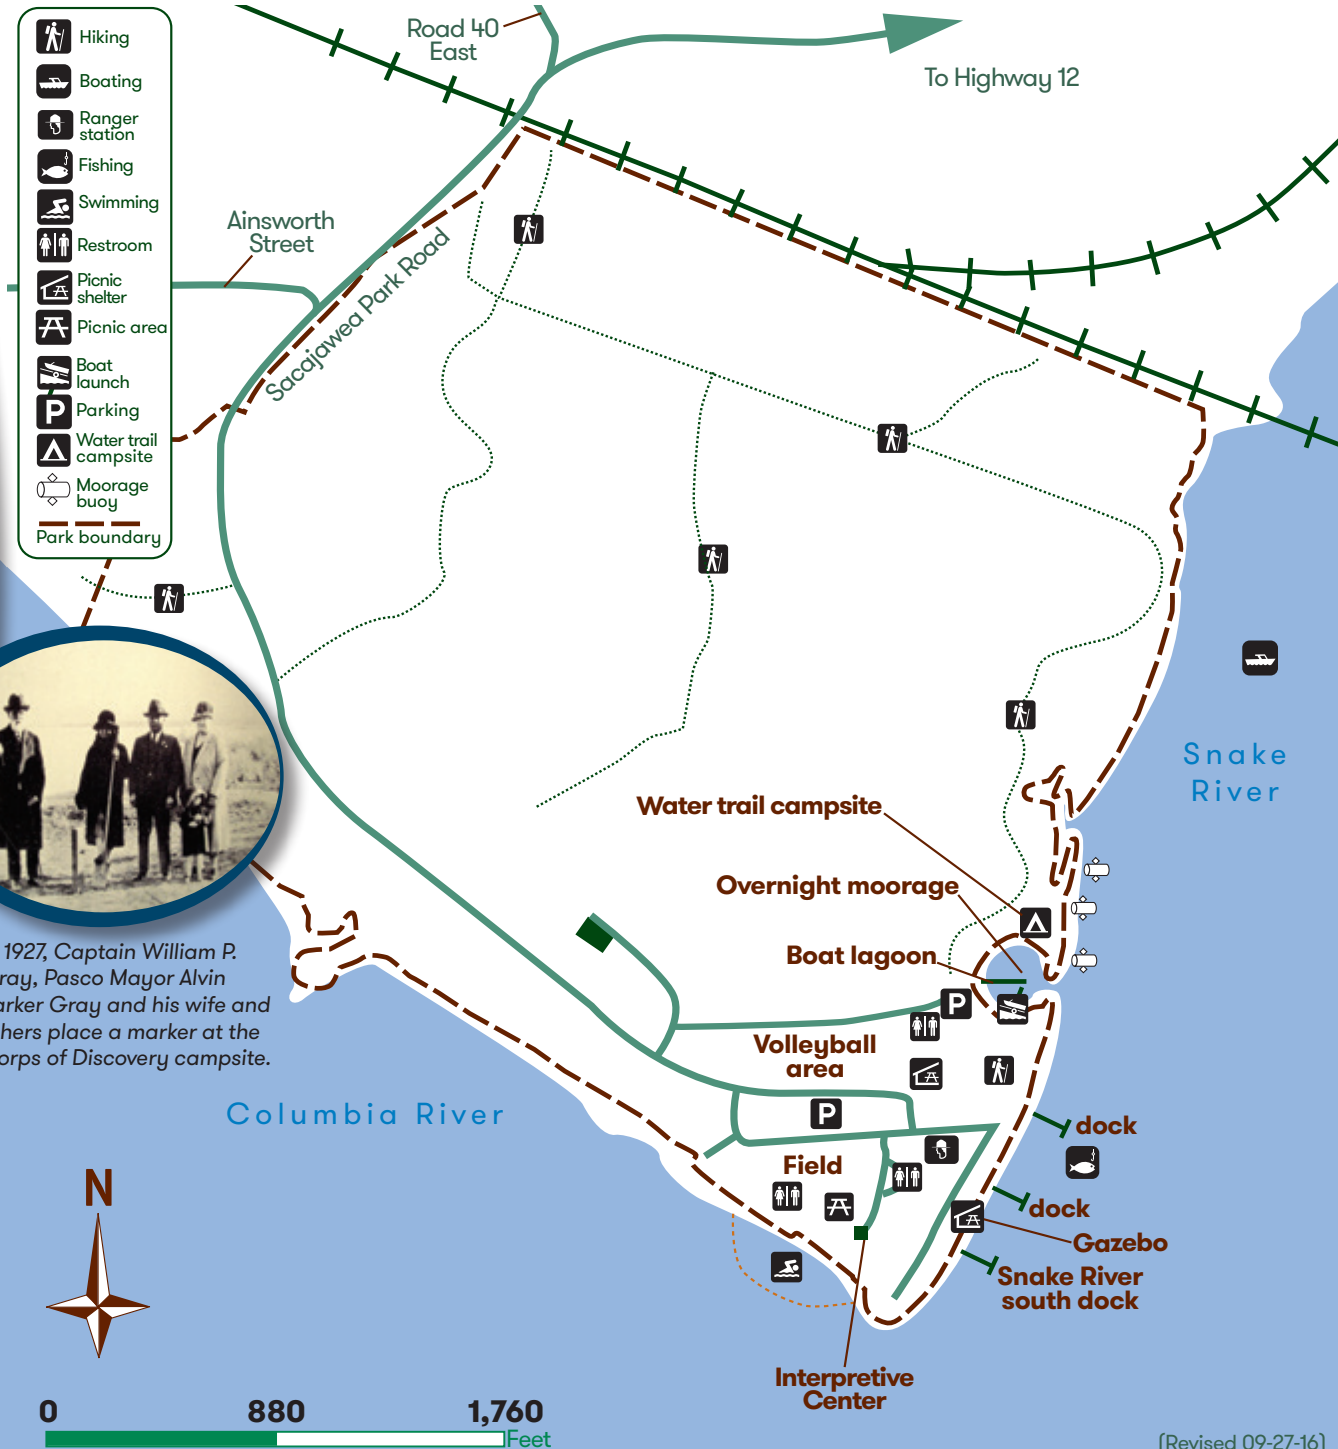 Hiking
Boating
Ranger
station
Fishing
Swimming
Restroom
Picnic
shelter
Picnic area
Boat
launch
P
Parking
Water trail
campsite
Moorage
buoy
Park boundary
Road 40
East
To Highway 12
Ainsworth
Street
Sacajawea Park Road
Snake
River
Water trail campsite
Overnight moorage
Boat lagoon
P
Volleyball
area
P
Field
dock
dock
Gazebo
Snake River
south dock
Interpretive
Center
1927, Captain William P.
ray, Pasco Mayor Alvin
arker Gray and his wife and
hers place a marker at the
orps of Discovery campsite.
Columbia River
N
0 880 1,760
Feet
(Revised 09-27-16)